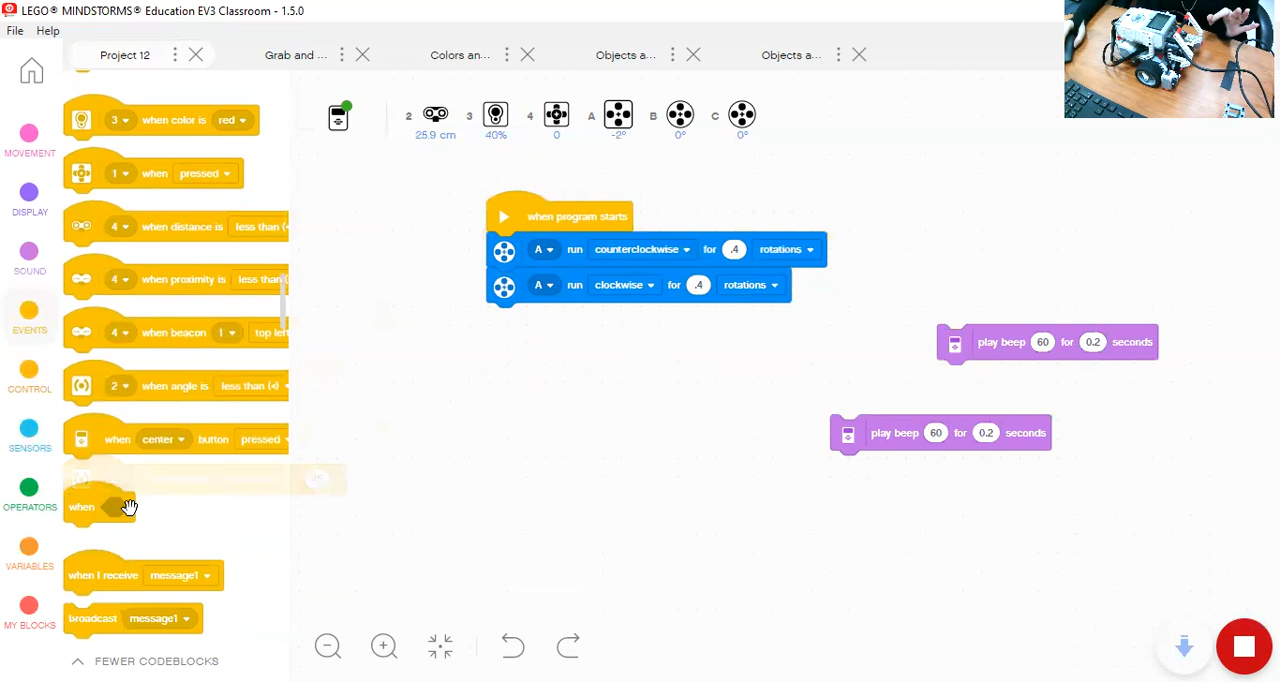 LEGO® MINDSTORMS® Education EV3 Classroom - 1.5.0
File Help
Project 12
Grab and ...
Colors an...
Objects a...
Objects a...
2 25.9 cm
3 40%
4 0
A -2°
B 0°
C 0°
MOVEMENT
DISPLAY
SOUND
EVENTS
CONTROL
SENSORS
OPERATORS
VARIABLES
MY BLOCKS
3 when color is red
1 when pressed
4 when distance is less than (<
4 when proximity is less than
4 when beacon 1 top left
2 when angle is less than (<)
when center button pressed
25
when
when I receive message1
broadcast message1
FEWER CODEBLOCKS
when program starts
A run counterclockwise for .4 rotations
A run clockwise for .4 rotations
play beep 60 for 0.2 seconds
play beep 60 for 0.2 seconds